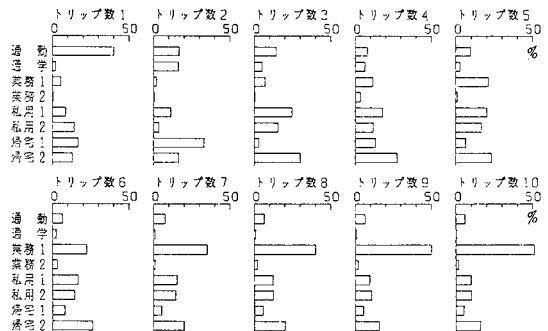 トリップ数1 トリップ数2 トリップ数3 トリップ数4 トリップ数5
0 50 0 50 0 50 0 50 0 50
通勤 %
通学
業務1
業務2
私用1
私用2
帰宅1
帰宅2
トリップ数6 トリップ数7 トリップ数8 トリップ数9 トリップ数10
0 50 0 50 0 50 0 50 0 50
通勤 %
通学
業務1
業務2
私用1
私用2
帰宅1
帰宅2